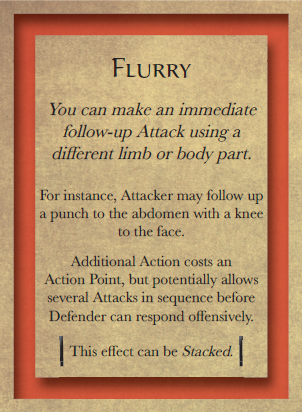 Flurry
You can make an immediate
follow-up Attack using a
different limb or body part.
For instance, Attacker may follow up
a punch to the abdomen with a knee
to the face.
Additional Action costs an
Action Point, but potentially allows
several Attacks in sequence before
Defender can respond offensively.
This effect can be Stacked.